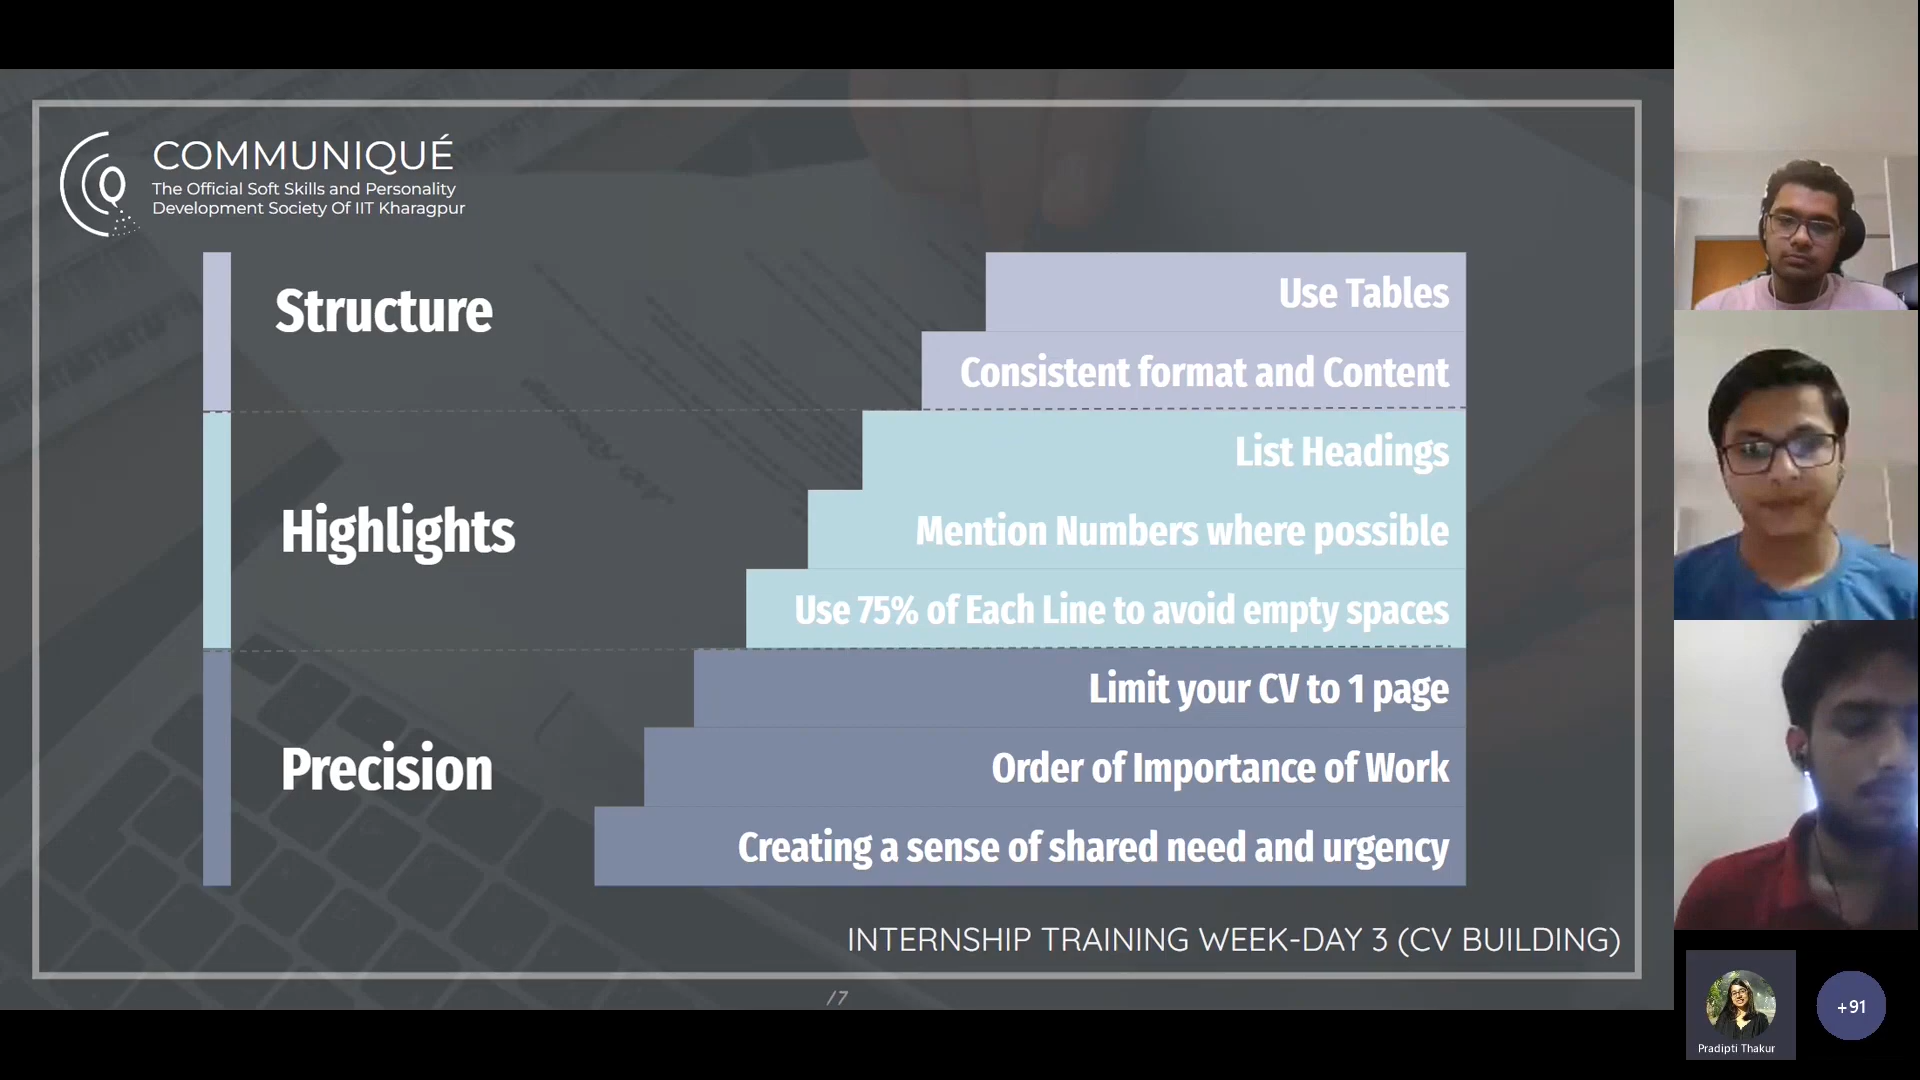 COMMUNIQUÉ
The Official Soft Skills and Personality
Development Society Of IIT Kharagpur
Structure
Use Tables
Consistent format and Content
Highlights
List Headings
Mention Numbers where possible
Use 75% of Each Line to avoid empty spaces
Precision
Limit your CV to 1 page
Order of Importance of Work
Creating a sense of shared need and urgency
INTERNSHIP TRAINING WEEK-DAY 3 (CV BUILDING)
/7
Pradipti Thakur
+91